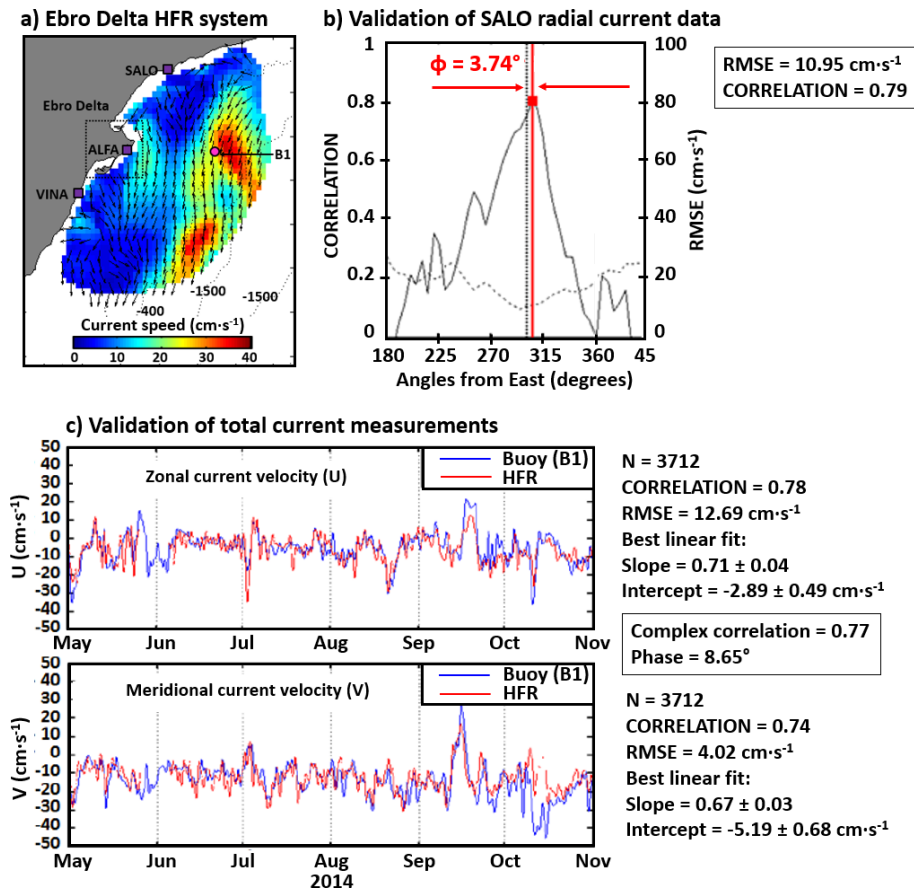 a) Ebro Delta HFR system
SALO
Ebro Delta
ALFA
B1
VINA
-1500
-1500
-400
Current speed (cm·s⁻¹)
0 10 20 30 40
b) Validation of SALO radial current data
1 100
ϕ = 3.74°
0.8 80
0.6 60
0.4 40
0.2 20
0 0
CORRELATION
RMSE (cm·s⁻¹)
180 225 270 315 360 45
Angles from East (degrees)
RMSE = 10.95 cm·s⁻¹
CORRELATION = 0.79
c) Validation of total current measurements
50
40
30
20
10
0
-10
-20
-30
-40
-50
U (cm·s⁻¹)
Zonal current velocity (U)
Buoy (B1)
HFR
May Jun Jul Aug Sep Oct Nov
N = 3712
CORRELATION = 0.78
RMSE = 12.69 cm·s⁻¹
Best linear fit:
Slope = 0.71 ± 0.04
Intercept = -2.89 ± 0.49 cm·s⁻¹
Complex correlation = 0.77
Phase = 8.65°
50
40
30
20
10
0
-10
-20
-30
-40
-50
V (cm·s⁻¹)
Meridional current velocity (V)
Buoy (B1)
HFR
May Jun Jul Aug Sep Oct Nov
2014
N = 3712
CORRELATION = 0.74
RMSE = 4.02 cm·s⁻¹
Best linear fit:
Slope = 0.67 ± 0.03
Intercept = -5.19 ± 0.68 cm·s⁻¹